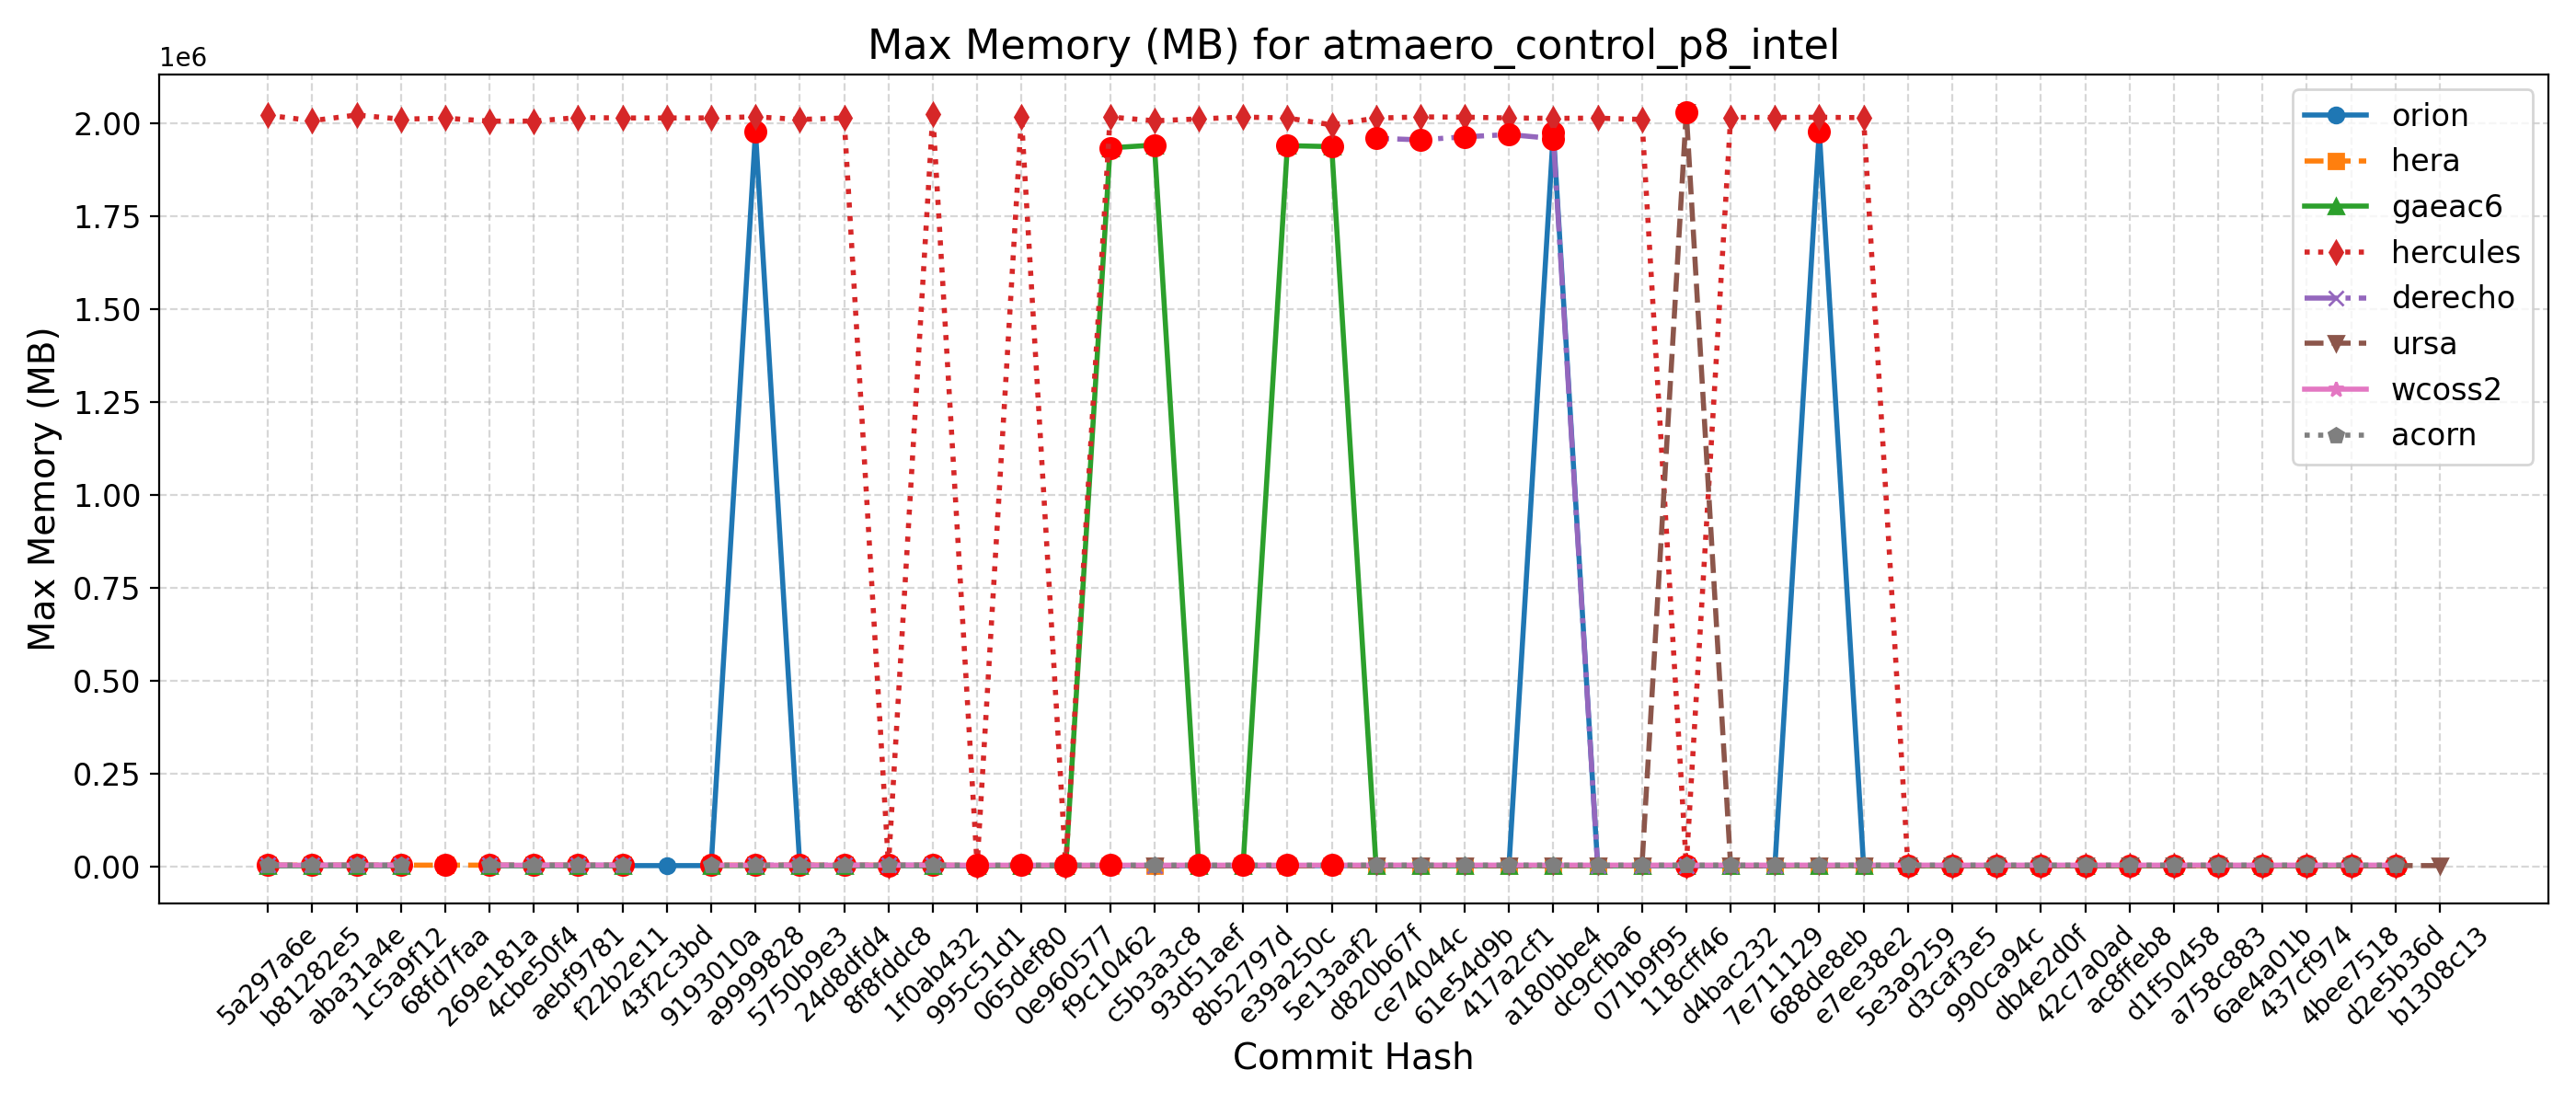 Max Memory (MB) for atmaero_control_p8_intel
1e6
2.00
1.75
1.50
1.25
1.00
0.75
0.50
0.25
0.00
Max Memory (MB)
orion
hera
gaeac6
hercules
derecho
ursa
wcoss2
acorn
5a297a6e
b81282e5
aba31a4e
1c5a9f12
68fd7faa
269e181a
4cbe50f4
aebf9781
f22b2e11
43f2c3bd
9193010a
a9999828
5750b9e3
24d8dfd4
8f8fddc8
1f0ab432
995c51d1
065def80
0e960577
f9c10462
c5b3a3c8
93d51aef
8b52797d
e39a250c
5e13aaf2
d820b67f
ce74044c
61e54d9b
417a2cf1
a180bbe4
dc9cfba6
071b9f95
118cff46
d4bac232
7e711129
688de8eb
e7ee38e2
5e3a9259
d3caf3e5
990ca94c
db4e2d0f
42c7a0ad
ac8ffeb8
d1f50458
a758c883
6ae4a01b
437cf974
4bee7518
d2e5b36d
b1308c13
Commit Hash